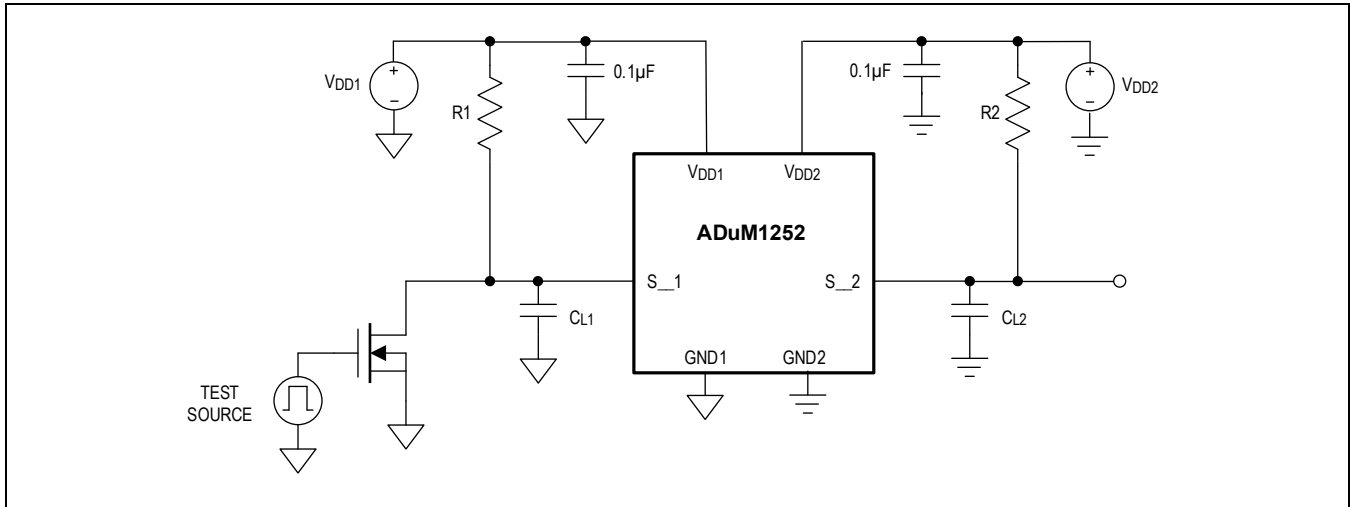 VDD1
R1
0.1µF
0.1µF
R2
VDD2
VDD1
VDD2
ADuM1252
S__1
S__2
CL1
CL2
GND1
GND2
TEST
SOURCE